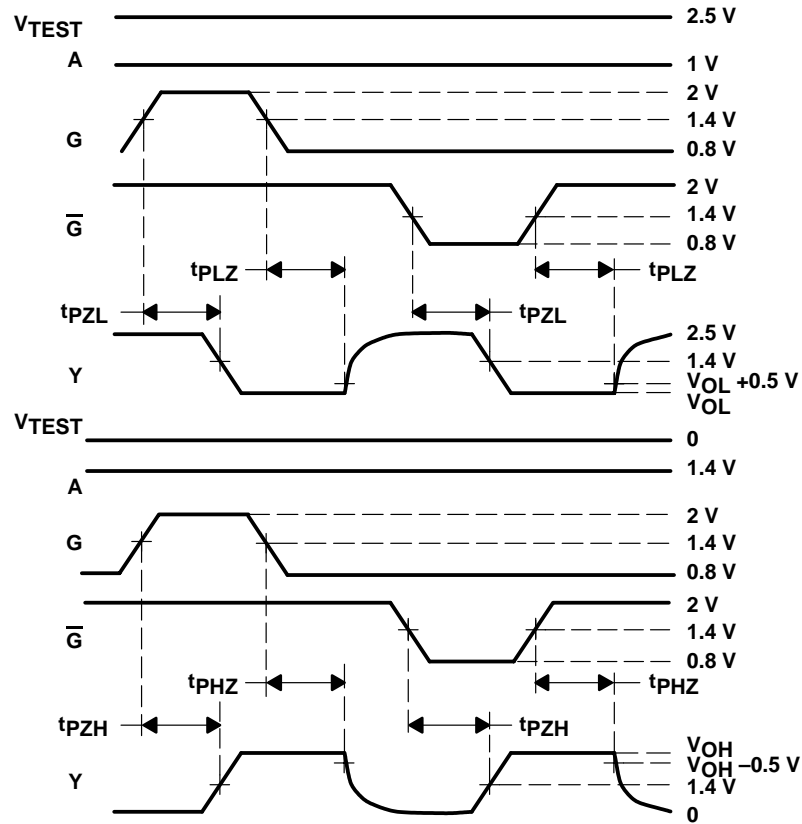 VTEST 2.5 V
A 1 V
2 V
G 1.4 V
0.8 V
2 V
G̅ 1.4 V
0.8 V
tPLZ tPLZ
tPZL tPZL
2.5 V
1.4 V
Y VOL +0.5 V
VOL
VTEST 0
A 1.4 V
2 V
G 1.4 V
0.8 V
2 V
G̅ 1.4 V
0.8 V
tPHZ tPHZ
tPZH tPZH
VOH
VOH –0.5 V
Y 1.4 V
0